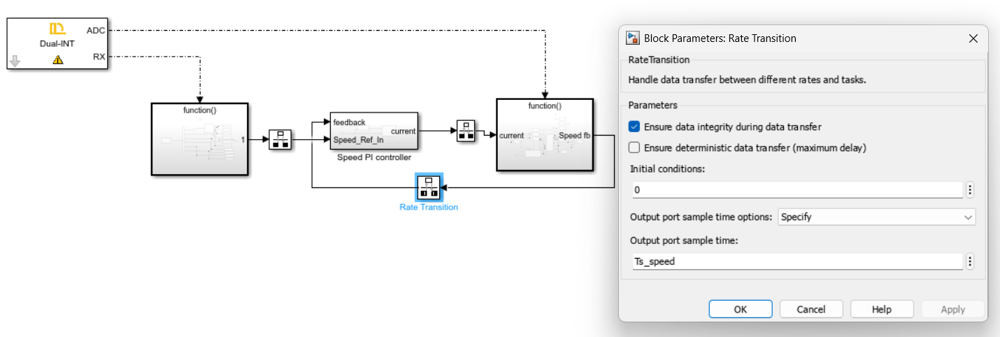 ADC
Dual-INT
RX
function()
1
feedback
Speed_Ref_In
current
Speed PI controller
function()
current
Speed fb
Rate Transition
Block Parameters: Rate Transition
RateTransition
Handle data transfer between different rates and tasks.
Parameters
Ensure data integrity during data transfer
Ensure deterministic data transfer (maximum delay)
Initial conditions:
0
Output port sample time options: Specify
Output port sample time:
Ts_speed
OK Cancel Help Apply